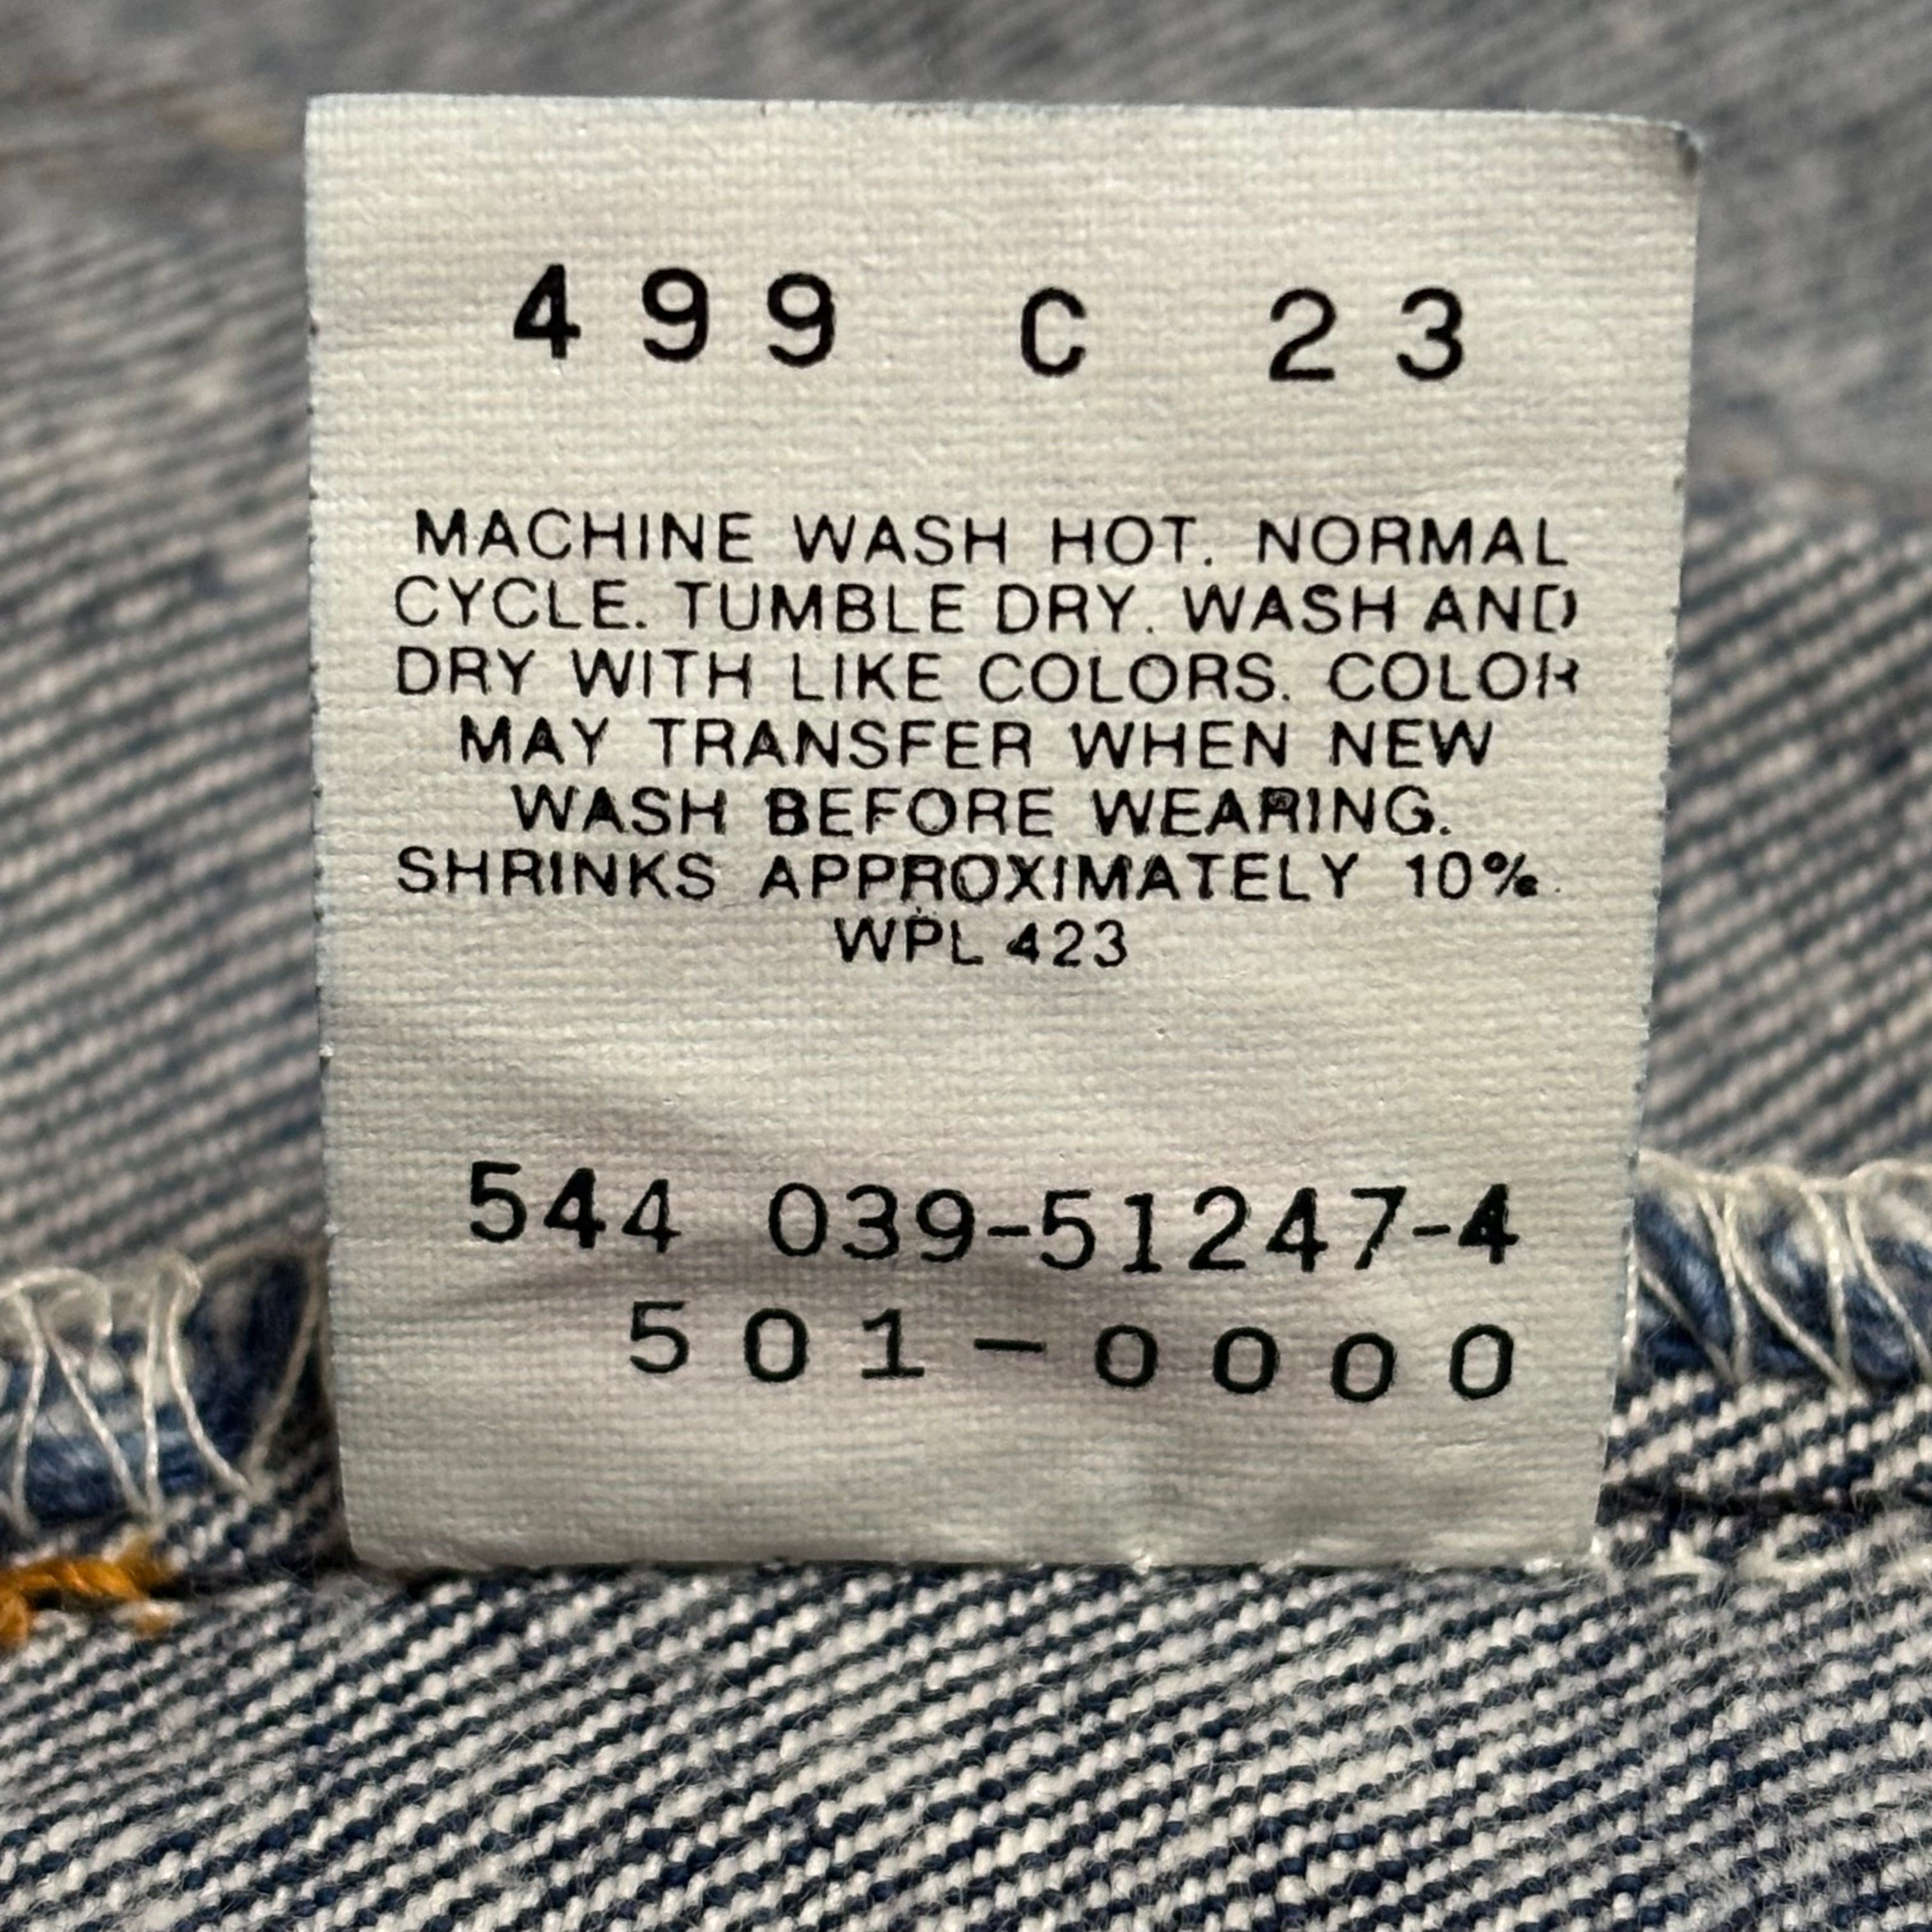 499 C 23
MACHINE WASH HOT. NORMAL
CYCLE. TUMBLE DRY. WASH AND
DRY WITH LIKE COLORS. COLOR
MAY TRANSFER WHEN NEW
WASH BEFORE WEARING.
SHRINKS APPROXIMATELY 10%.
WPL 423
544 039-51247-4
501-0000